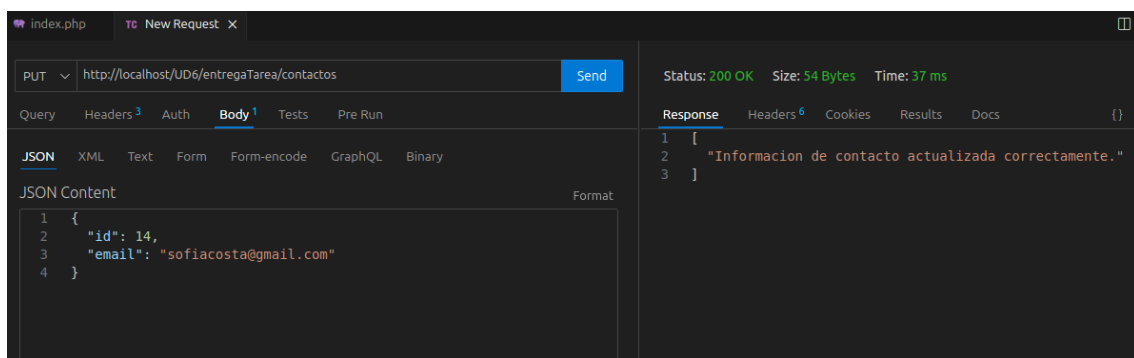 index.php TC New Request ×
PUT http://localhost/UD6/entregaTarea/contactos Send
Query Headers 3 Auth Body 1 Tests Pre Run
JSON XML Text Form Form-encode GraphQL Binary
JSON Content Format
1 {
2 "id": 14,
3 "email": "sofiacosta@gmail.com"
4 }
Status: 200 OK Size: 54 Bytes Time: 37 ms
Response Headers 6 Cookies Results Docs {}
1 [
2 "Informacion de contacto actualizada correctamente."
3 ]